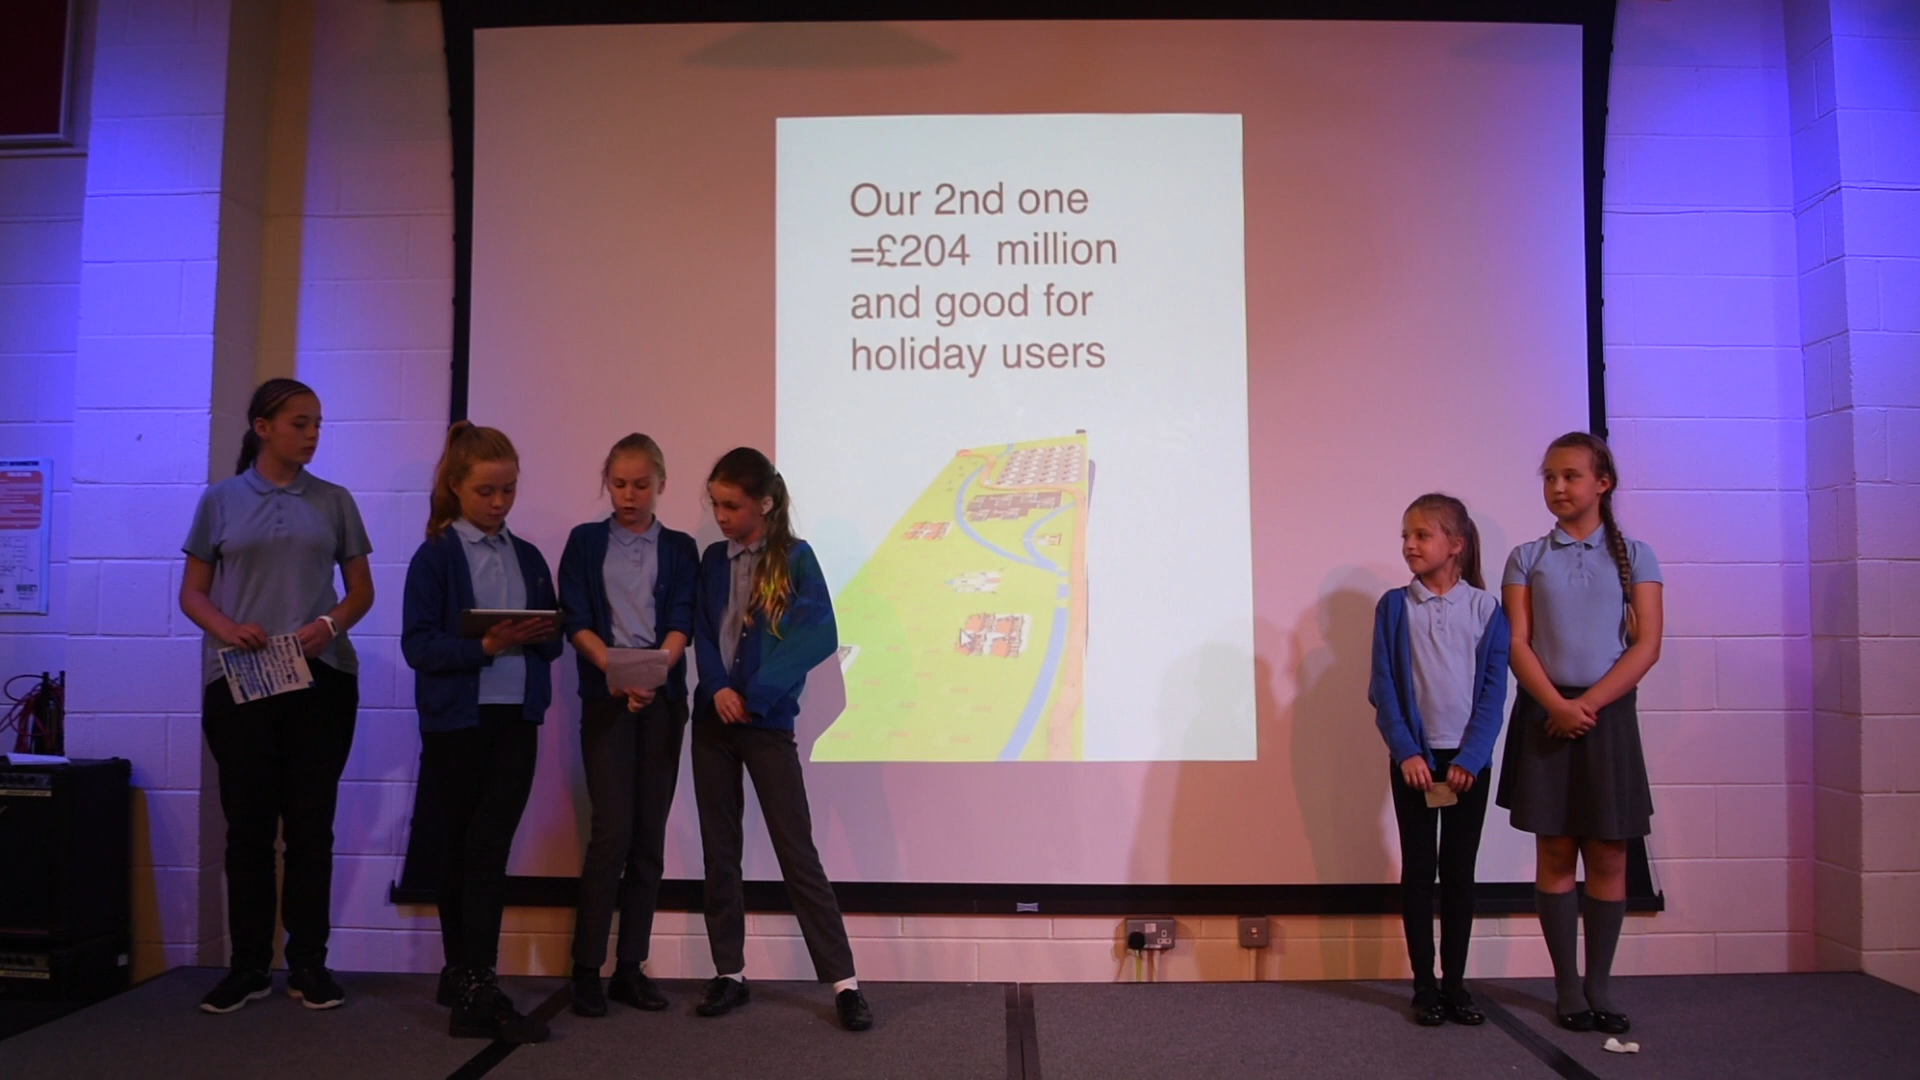 Our 2nd one
=£204 million
and good for
holiday users